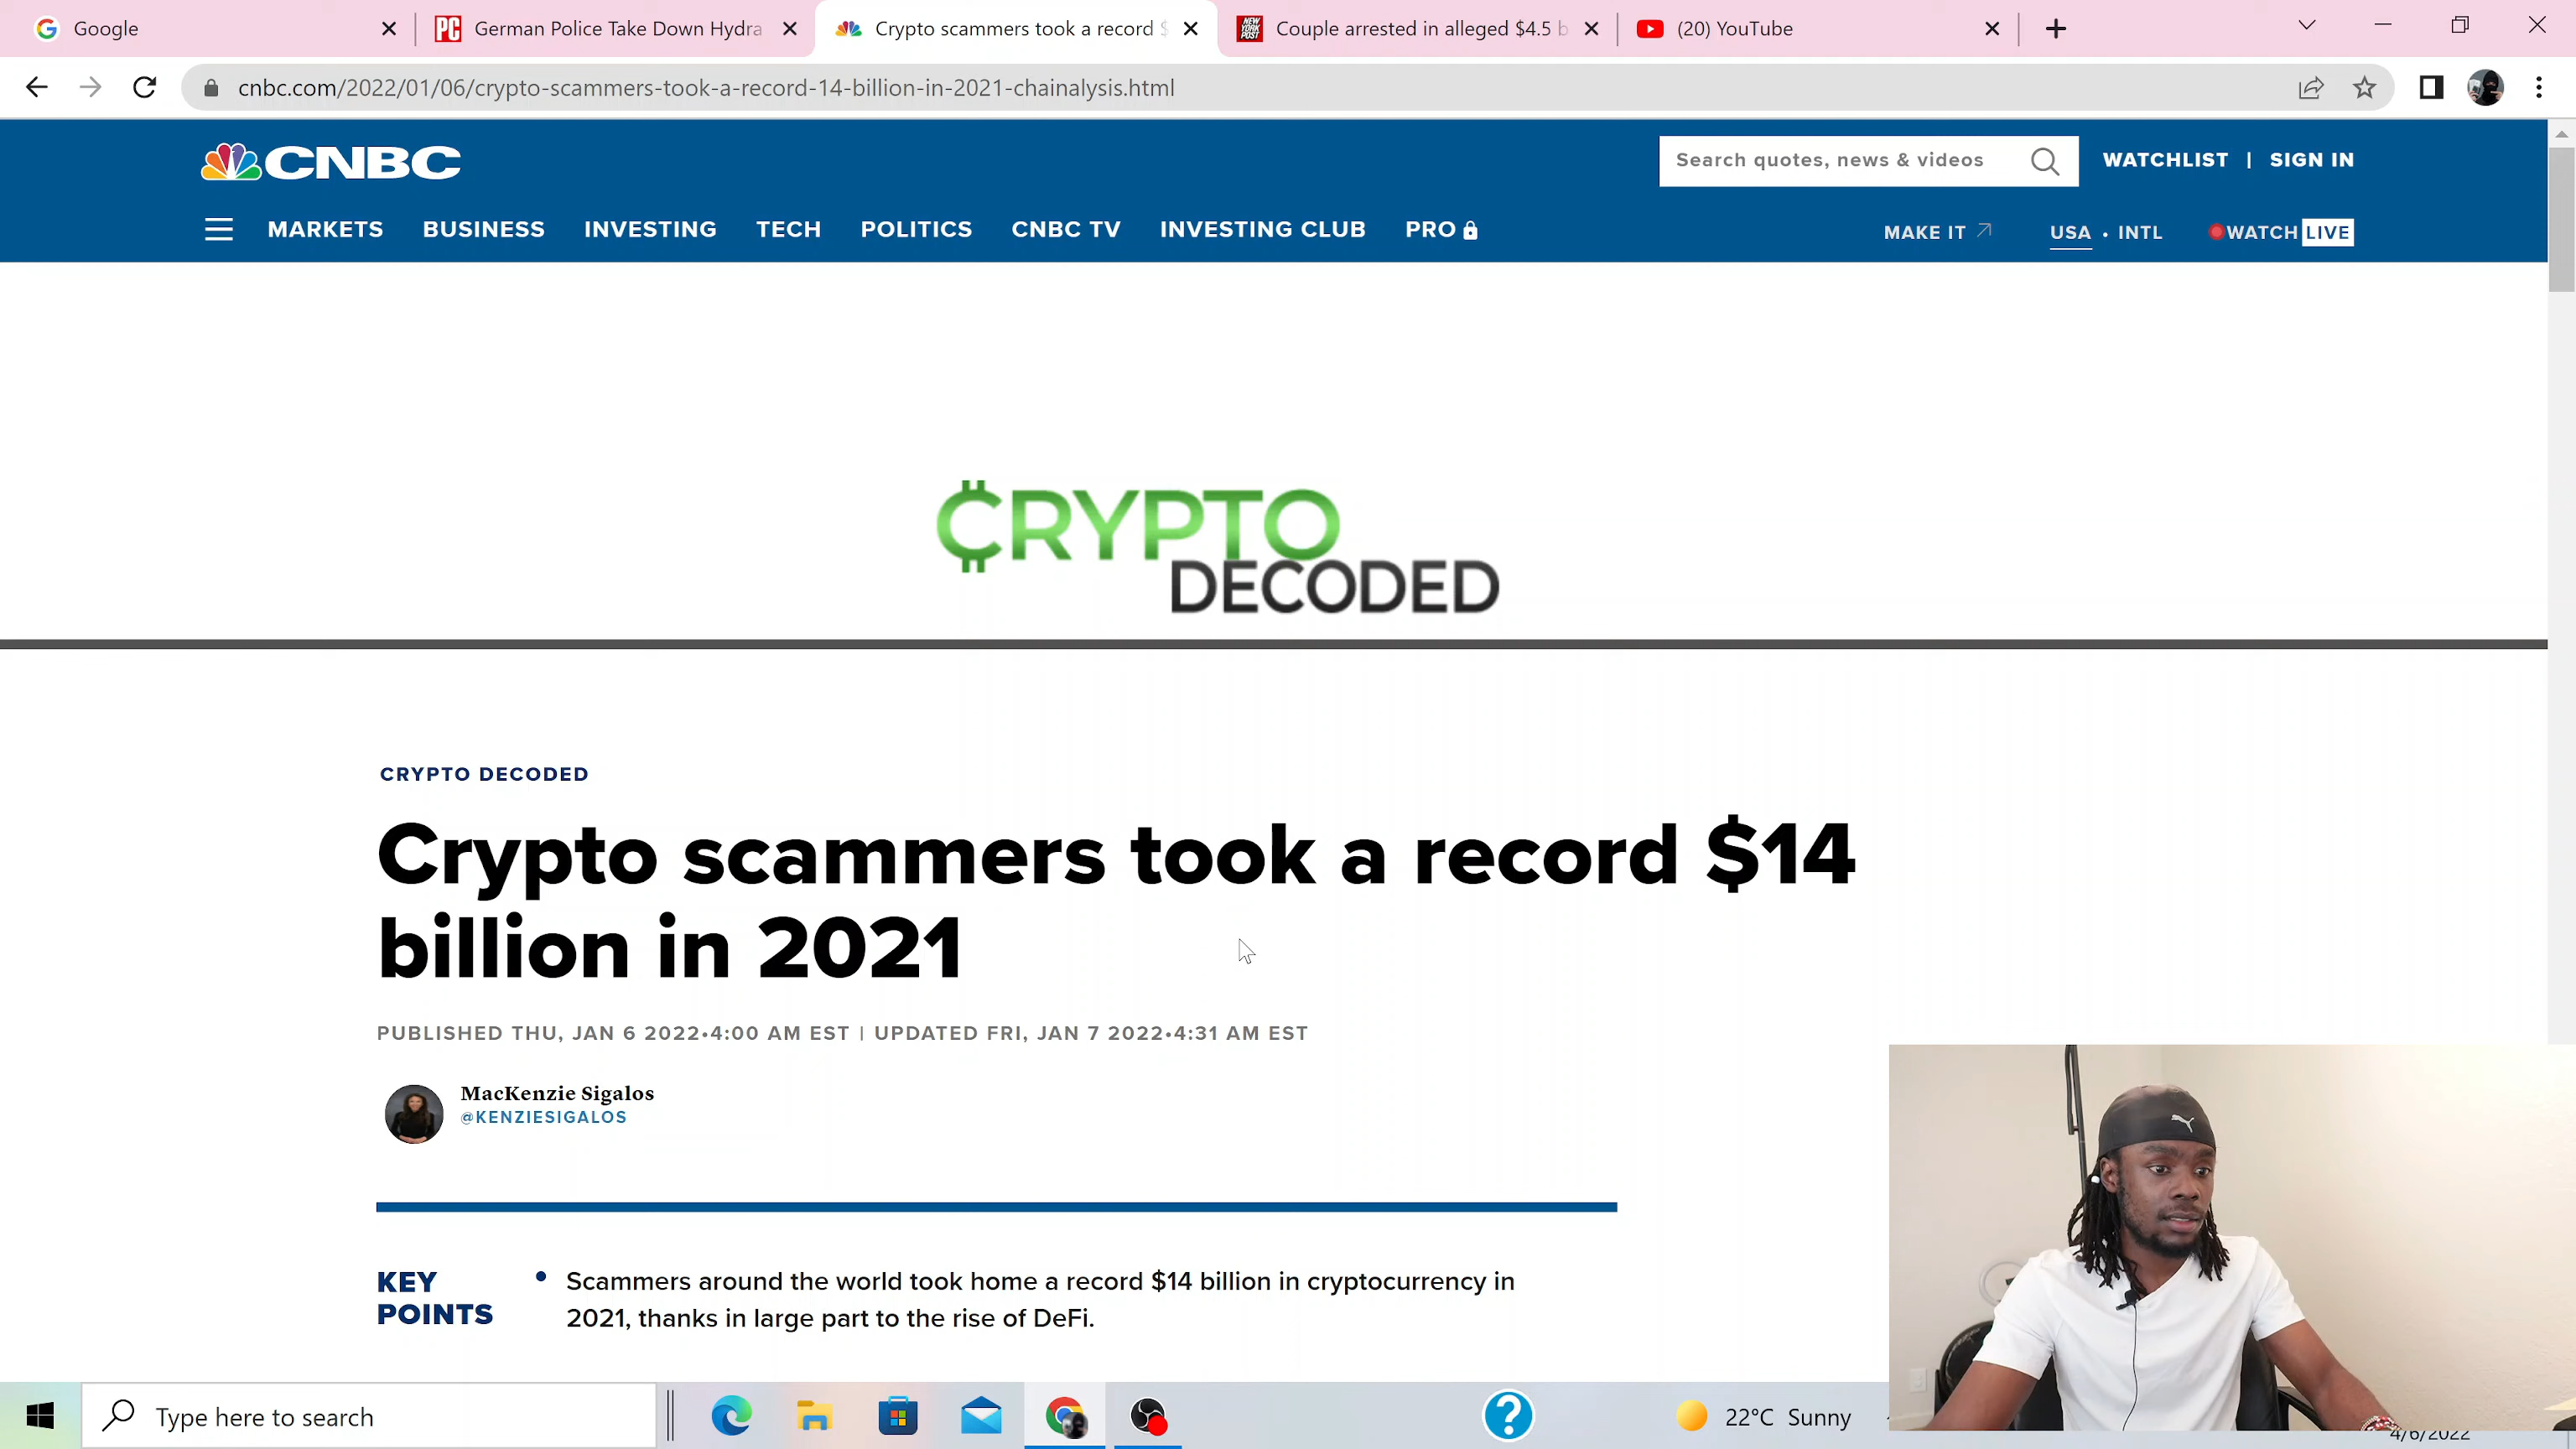 Google
German Police Take Down Hydra
Crypto scammers took a record $
Couple arrested in alleged $4.5 b
(20) YouTube
cnbc.com/2022/01/06/crypto-scammers-took-a-record-14-billion-in-2021-chainalysis.html
CNBC
Search quotes, news & videos
WATCHLIST | SIGN IN
MARKETS BUSINESS INVESTING TECH POLITICS CNBC TV INVESTING CLUB PRO
MAKE IT USA • INTL WATCH LIVE
CRYPTO
DECODED
CRYPTO DECODED
Crypto scammers took a record $14
billion in 2021
PUBLISHED THU, JAN 6 2022•4:00 AM EST | UPDATED FRI, JAN 7 2022•4:31 AM EST
MacKenzie Sigalos
@KENZIESIGALOS
KEY
POINTS
• Scammers around the world took home a record $14 billion in cryptocurrency in
2021, thanks in large part to the rise of DeFi.
Type here to search
22°C Sunny
4/6/2022